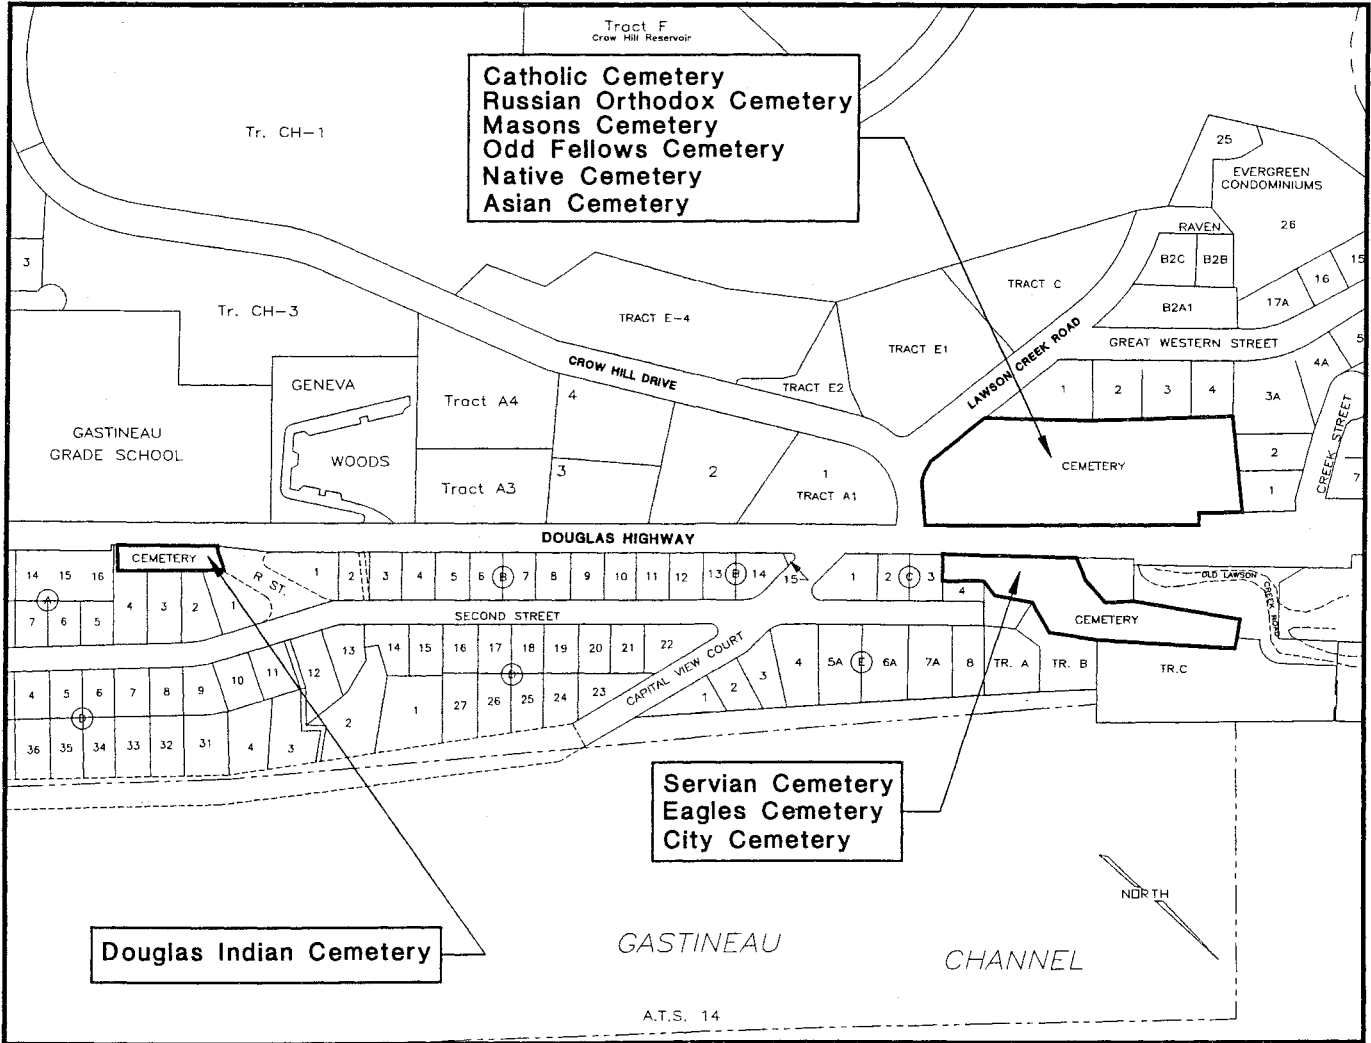 Tract F
Crow Hill Reservoir
Catholic Cemetery
Russian Orthodox Cemetery
Masons Cemetery
Odd Fellows Cemetery
Native Cemetery
Asian Cemetery
Tr. CH-1
25
EVERGREEN
CONDOMINIUMS
RAVEN
26
3
B2C
B2B
15
16
17A
TRACT C
Tr. CH-3
TRACT E-4
B2A1
LAWSON CREEK ROAD
GREAT WESTERN STREET
5
TRACT E1
4A
CROW HILL DRIVE
GENEVA
TRACT E2
1
2
3
4
3A
Tract A4
4
CREEK STREET
GASTINEAU
GRADE SCHOOL
WOODS
3
2
1
TRACT A1
CEMETERY
2
1
7
Tract A3
DOUGLAS HIGHWAY
CEMETERY
14
15
16
R ST.
1
2
3
4
5
6
B
7
8
9
10
11
12
13
B
14
15
1
2
C
3
4
OLD LAWSON
CREEK ROAD
A
7
6
5
4
3
2
1
SECOND STREET
CEMETERY
13
12
11
10
14
15
16
17
18
19
20
21
22
CAPITAL VIEW COURT
4
5A
E
6A
7A
8
TR. A
TR. B
TR.C
4
5
6
7
8
9
D
D
1
2
3
2
1
27
26
25
24
23
36
35
34
33
32
31
4
3
Servian Cemetery
Eagles Cemetery
City Cemetery
NORTH
Douglas Indian Cemetery
GASTINEAU
CHANNEL
A.T.S. 14